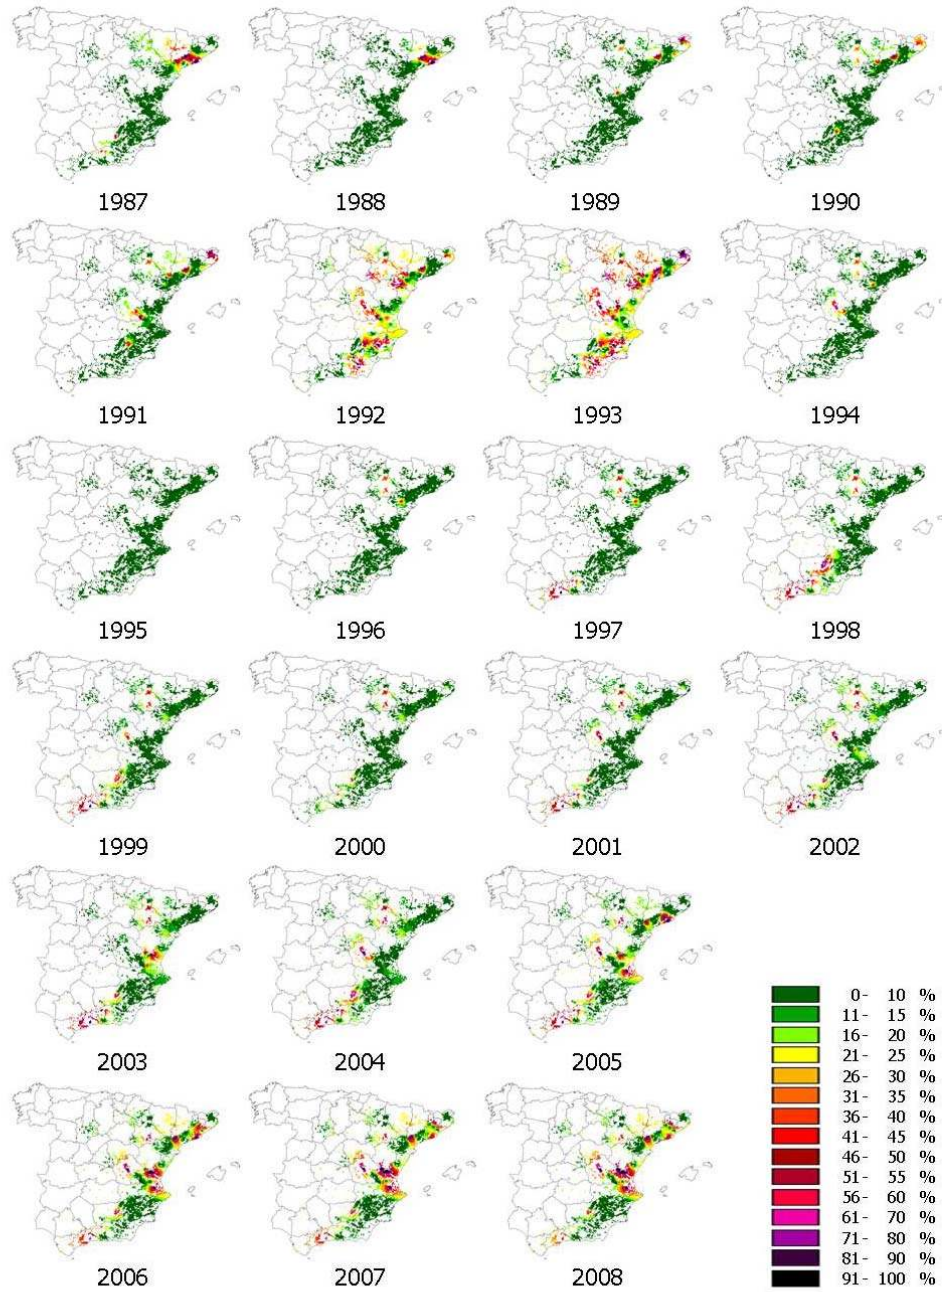 1987 1988 1989 1990
1991 1992 1993 1994
1995 1996 1997 1998
1999 2000 2001 2002
2003 2004 2005
0- 10 %
11- 15 %
16- 20 %
21- 25 %
26- 30 %
31- 35 %
36- 40 %
41- 45 %
46- 50 %
51- 55 %
56- 60 %
61- 70 %
71- 80 %
81- 90 %
91- 100 %
2006 2007 2008